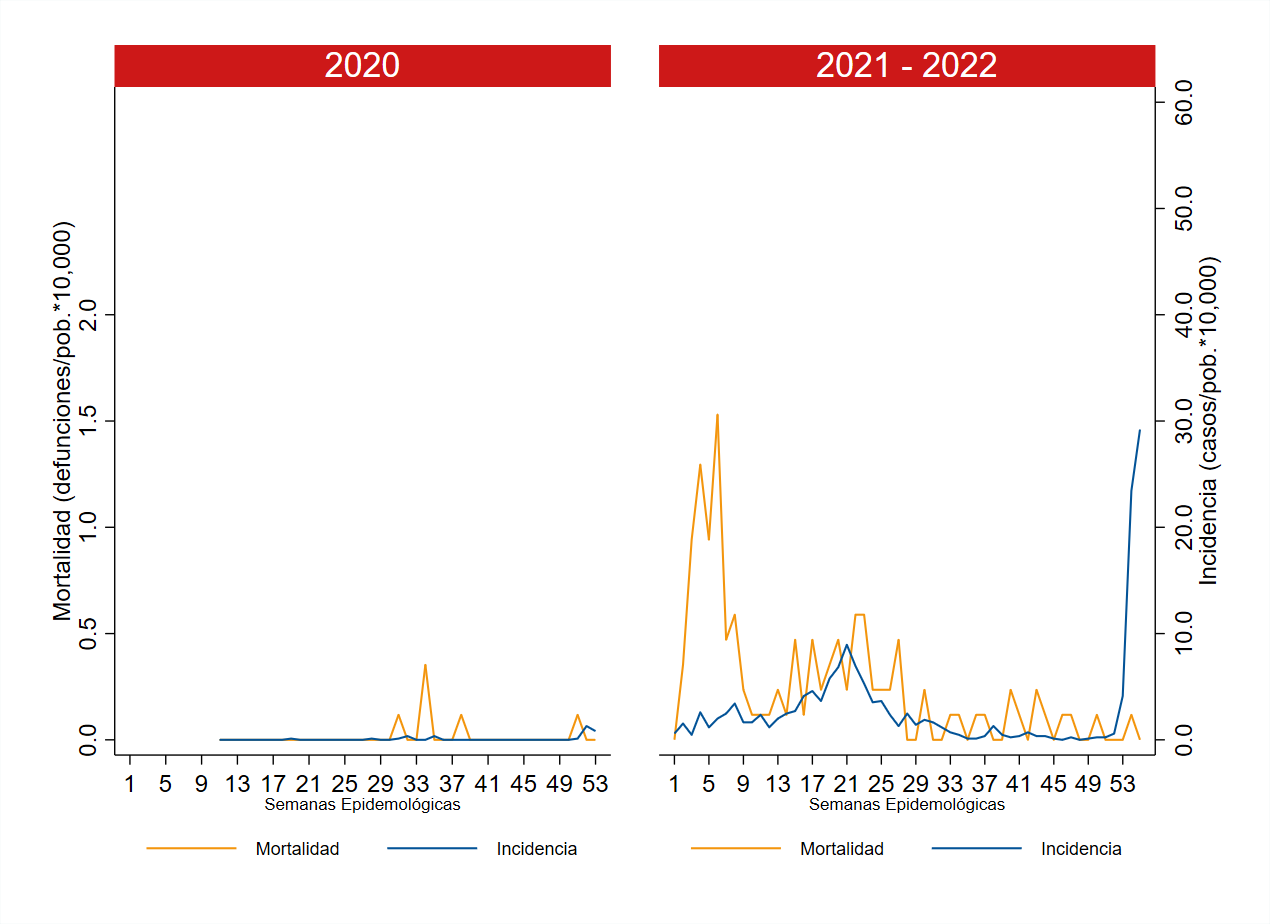 2020
2021 - 2022
Mortalidad (defunciones/pob.*10,000)
2.0
1.5
1.0
0.5
0.0
60.0
50.0
40.0
30.0
20.0
10.0
0.0
Incidencia (casos/pob.*10,000)
1 5 9 13 17 21 25 29 33 37 41 45 49 53
Semanas Epidemológicas
1 5 9 13 17 21 25 29 33 37 41 45 49 53
Semanas Epidemológicas
Mortalidad Incidencia
Mortalidad Incidencia